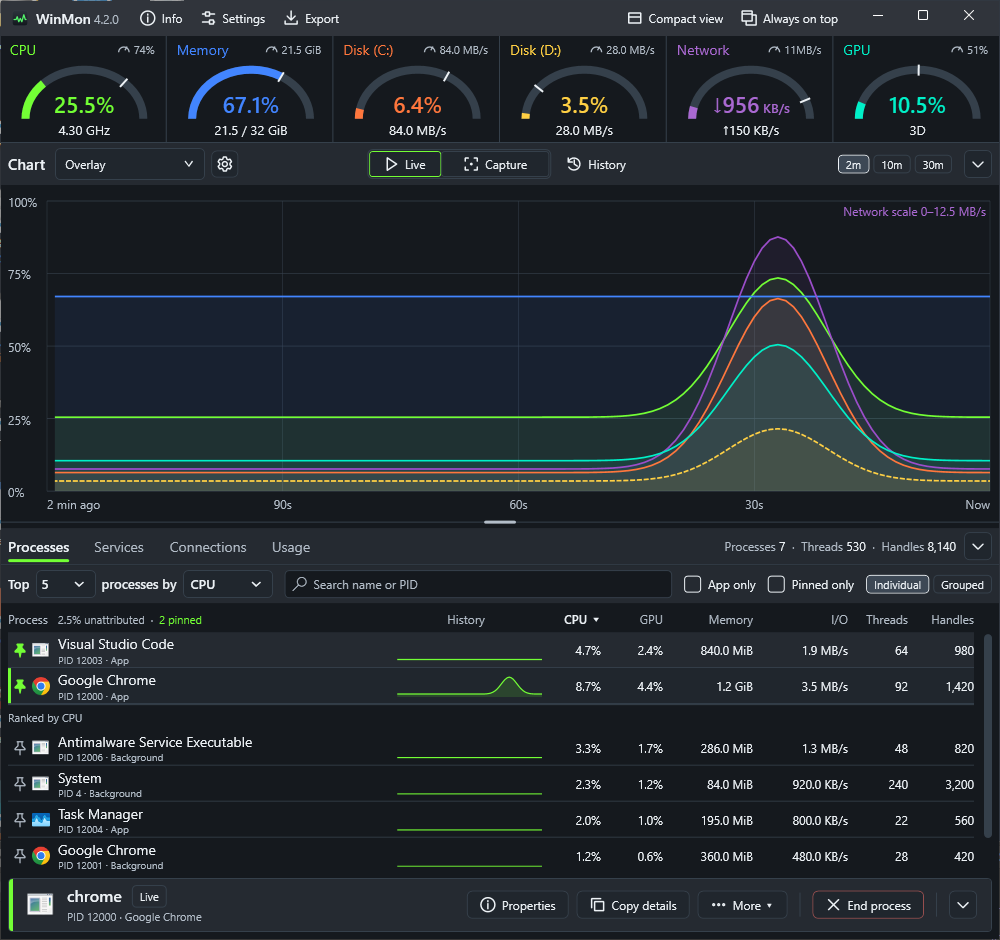 WinMon 4.2.0 Info Settings Export Compact view Always on top
CPU 74%
25.5%
4.30 GHz
Memory 21.5 GiB
67.1%
21.5 / 32 GiB
Disk (C:) 84.0 MB/s
6.4%
84.0 MB/s
Disk (D:) 28.0 MB/s
3.5%
28.0 MB/s
Network 11MB/s
↓956 KB/s
↑150 KB/s
GPU 51%
10.5%
3D
Chart Overlay Live Capture History 2m 10m 30m
100%
Network scale 0–12.5 MB/s
75%
50%
25%
0%
2 min ago 90s 60s 30s Now
Processes Services Connections Usage Processes 7 · Threads 530 · Handles 8,140
Top 5 processes by CPU Search name or PID App only Pinned only Individual Grouped
Process 2.5% unattributed · 2 pinned History CPU ▼ GPU Memory I/O Threads Handles
Visual Studio Code
PID 12003 · App
4.7% 2.4% 840.0 MiB 1.9 MB/s 64 980
Google Chrome
PID 12000 · App
8.7% 4.4% 1.2 GiB 3.5 MB/s 92 1,420
Ranked by CPU
Antimalware Service Executable
PID 12006 · Background
3.3% 1.7% 286.0 MiB 1.3 MB/s 48 820
System
PID 4 · Background
2.3% 1.2% 84.0 MiB 920.0 KB/s 240 3,200
Task Manager
PID 12004 · App
2.0% 1.0% 195.0 MiB 800.0 KB/s 22 560
Google Chrome
PID 12001 · Background
1.2% 0.6% 360.0 MiB 480.0 KB/s 28 420
chrome Live
PID 12000 · Google Chrome
Properties Copy details More ▼ End process